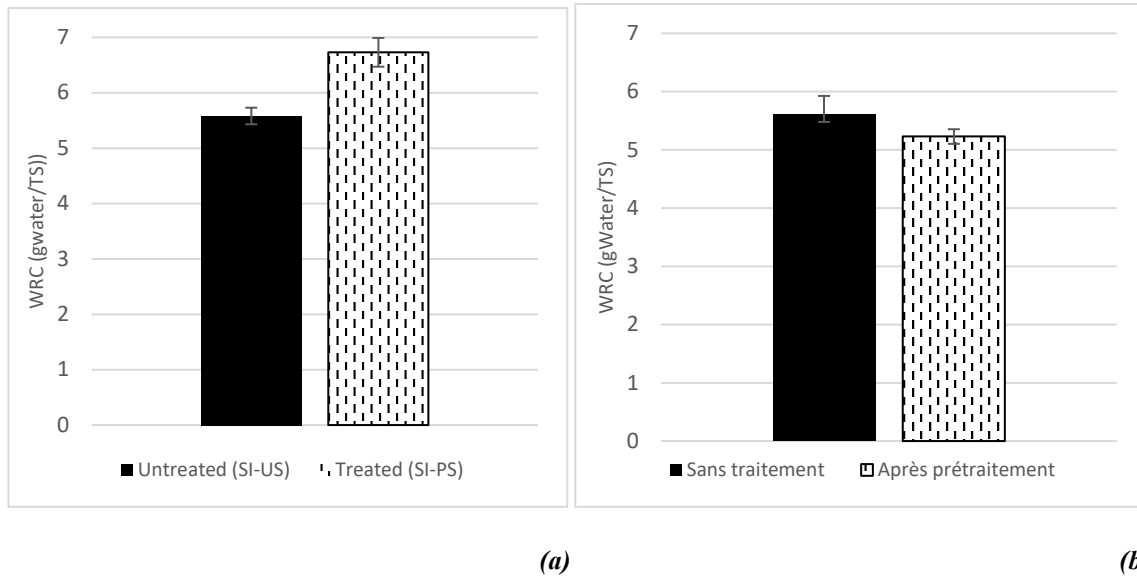 WRC (gwater/TS))
7
6
5
4
3
2
1
0
Untreated (SI-US) Treated (SI-PS)
(a)
WRC (gWater/TS)
7
6
5
4
3
2
1
0
Sans traitement Après prétraitement
(b